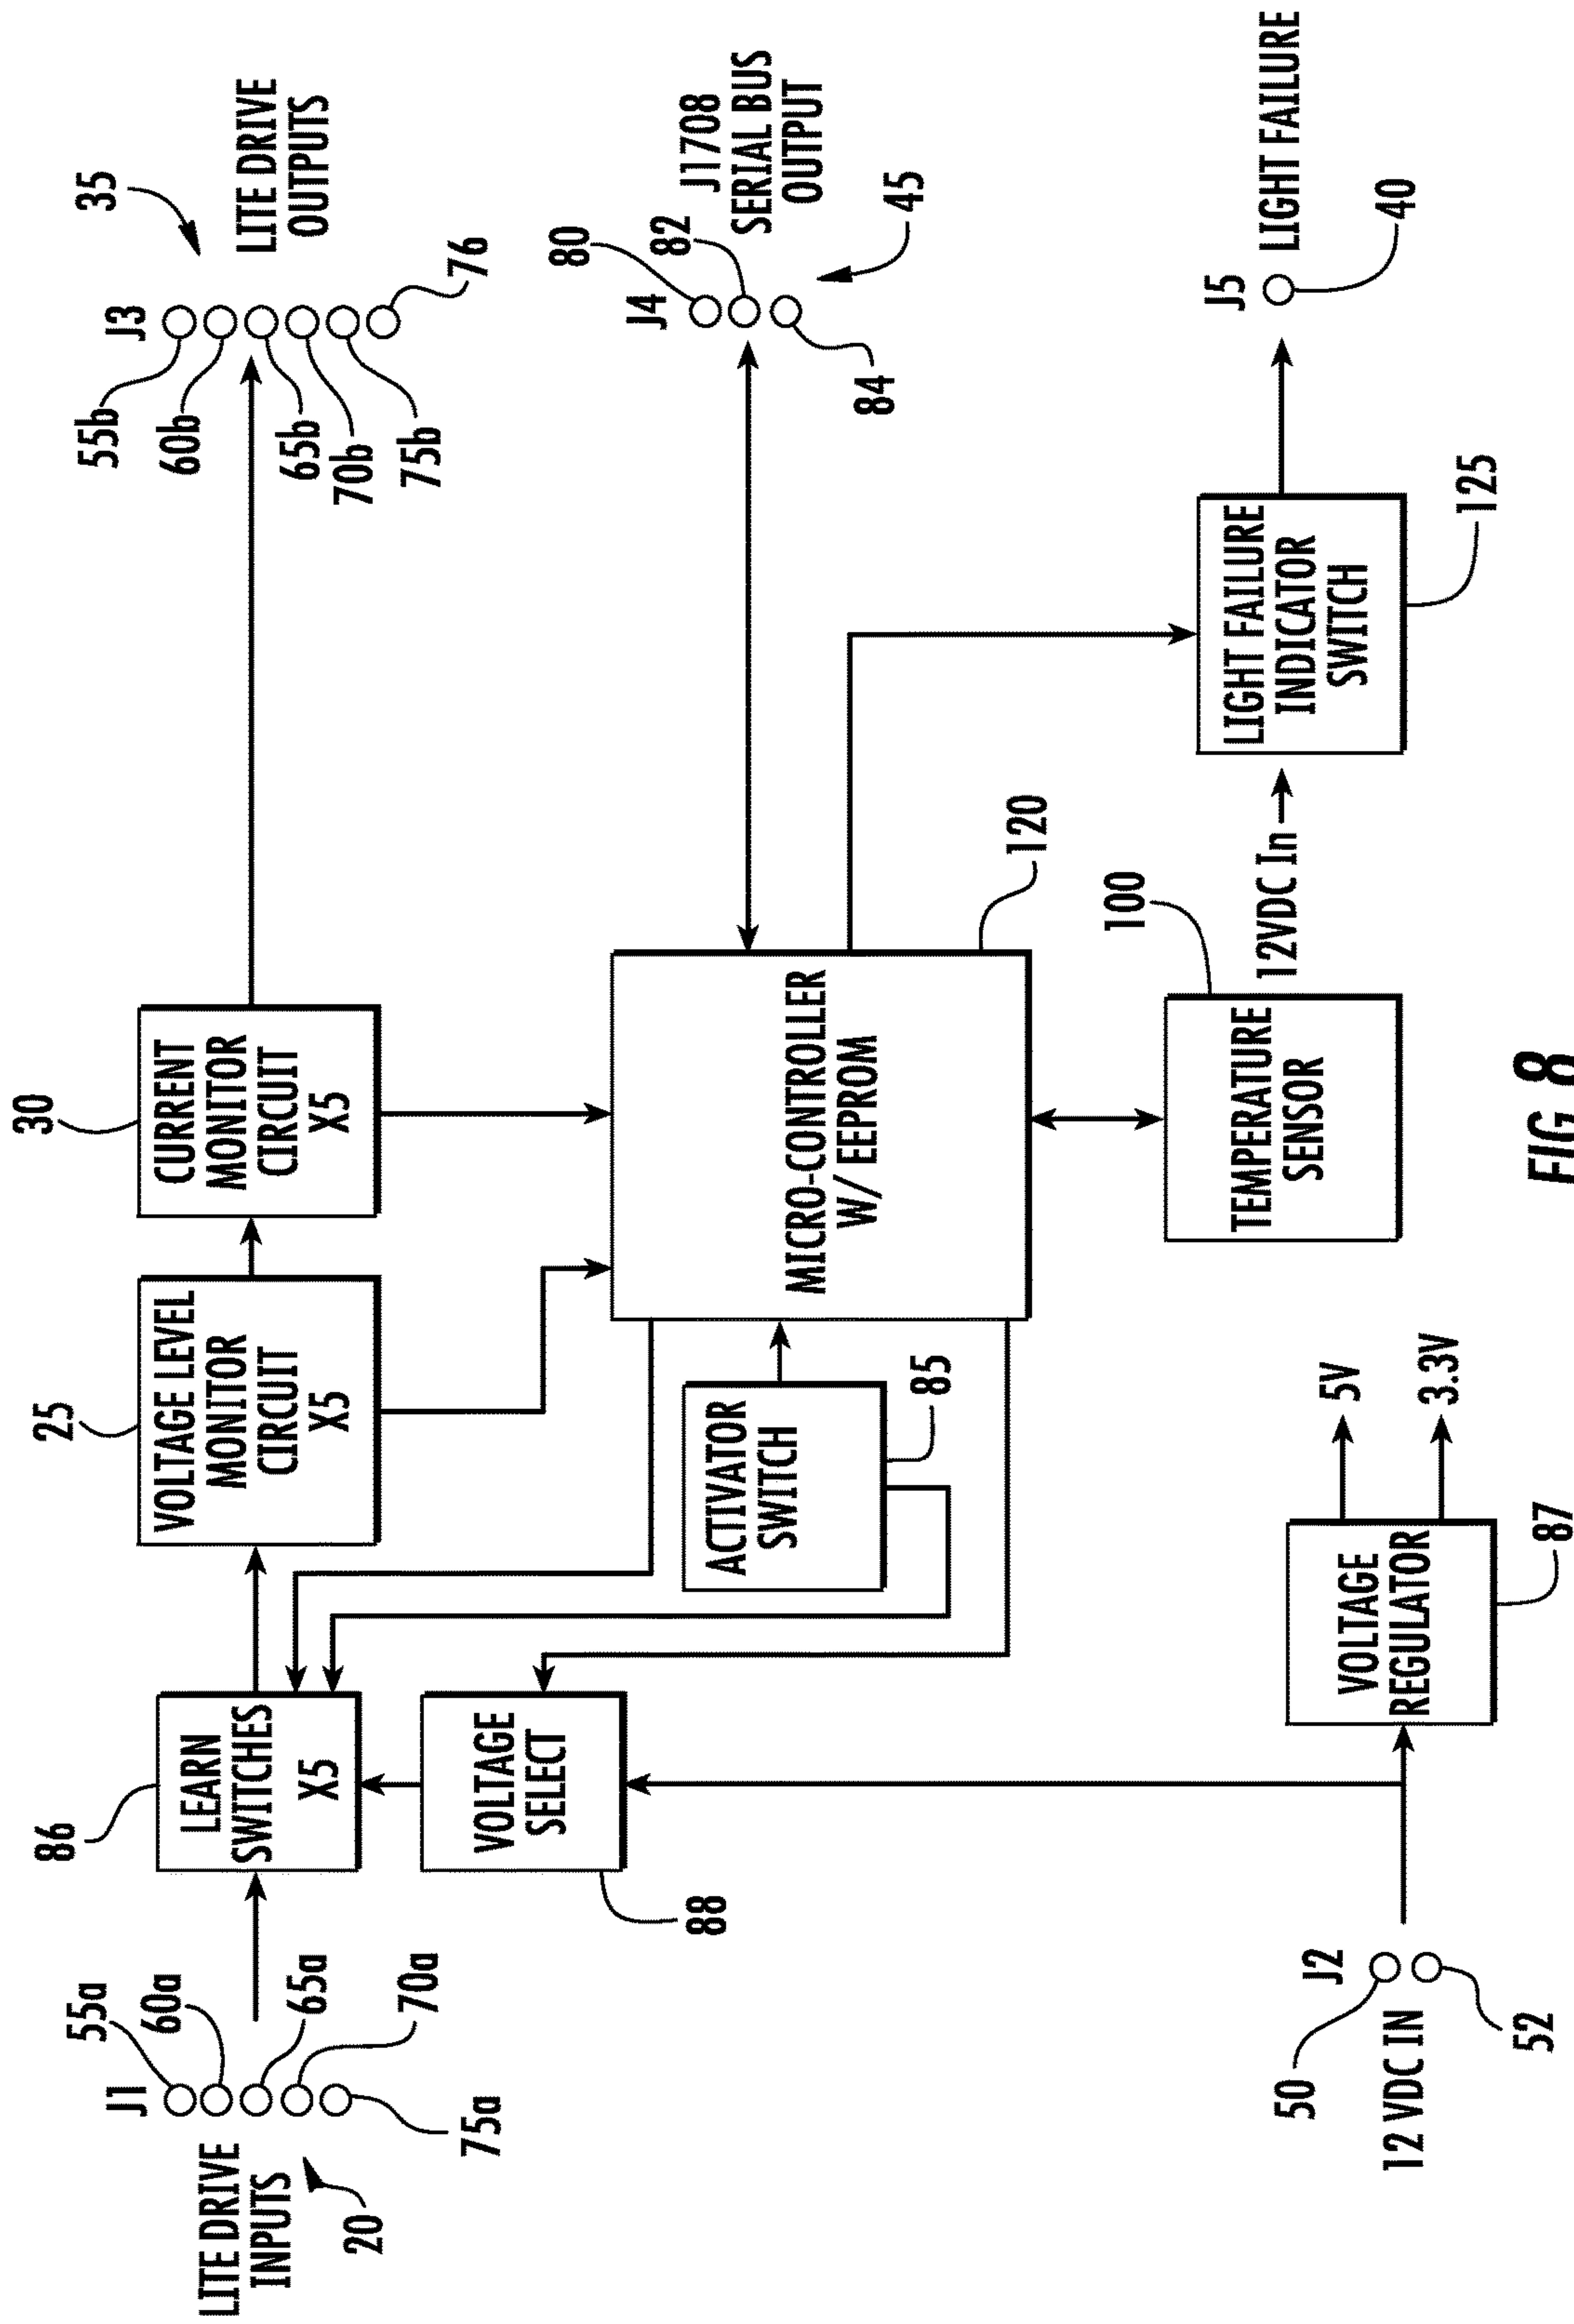 35
LITE DRIVE
OUTPUTS
J3
55b
60b
65b
70b
75b
76
30
CURRENT
MONITOR
CIRCUIT
X5
25
VOLTAGE LEVEL
MONITOR
CIRCUIT
X5
86
LEARN
SWITCHES
X5
55a
60a
65a
70a
75a
J1
LITE DRIVE
INPUTS
20
J1708
SERIAL BUS
OUTPUT
80
82
J4
84
45
MICRO-CONTROLLER
W/ EEPROM
120
ACTIVATOR
SWITCH
85
VOLTAGE
SELECT
88
LIGHT FAILURE
J5
40
LIGHT FAILURE
INDICATOR
SWITCH
125
12VDC In
100
TEMPERATURE
SENSOR
5V
3.3V
VOLTAGE
REGULATOR
87
J2
50
12 VDC IN
52
FIG. 8